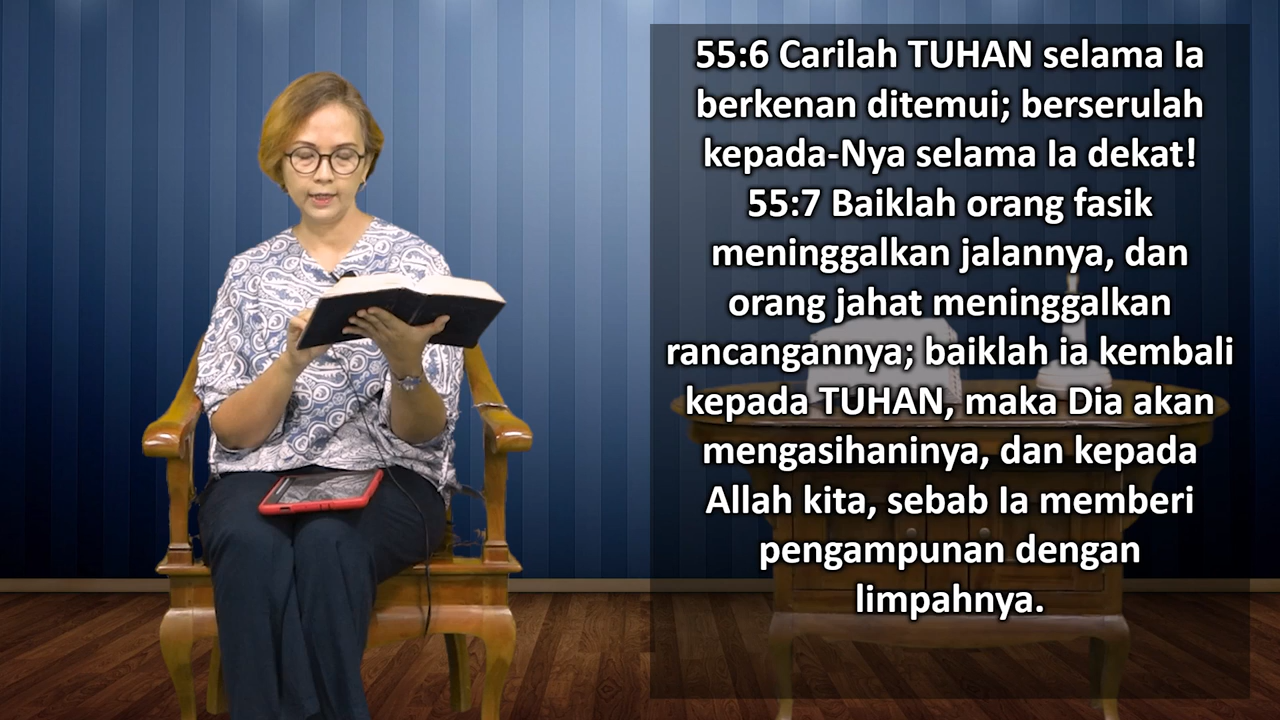 55:6 Carilah TUHAN selama Ia
berkenan ditemui; berserulah
kepada-Nya selama Ia dekat!
55:7 Baiklah orang fasik
meninggalkan jalannya, dan
orang jahat meninggalkan
rancangannya; baiklah ia kembali
kepada TUHAN, maka Dia akan
mengasihaninya, dan kepada
Allah kita, sebab Ia memberi
pengampunan dengan
limpahnya.